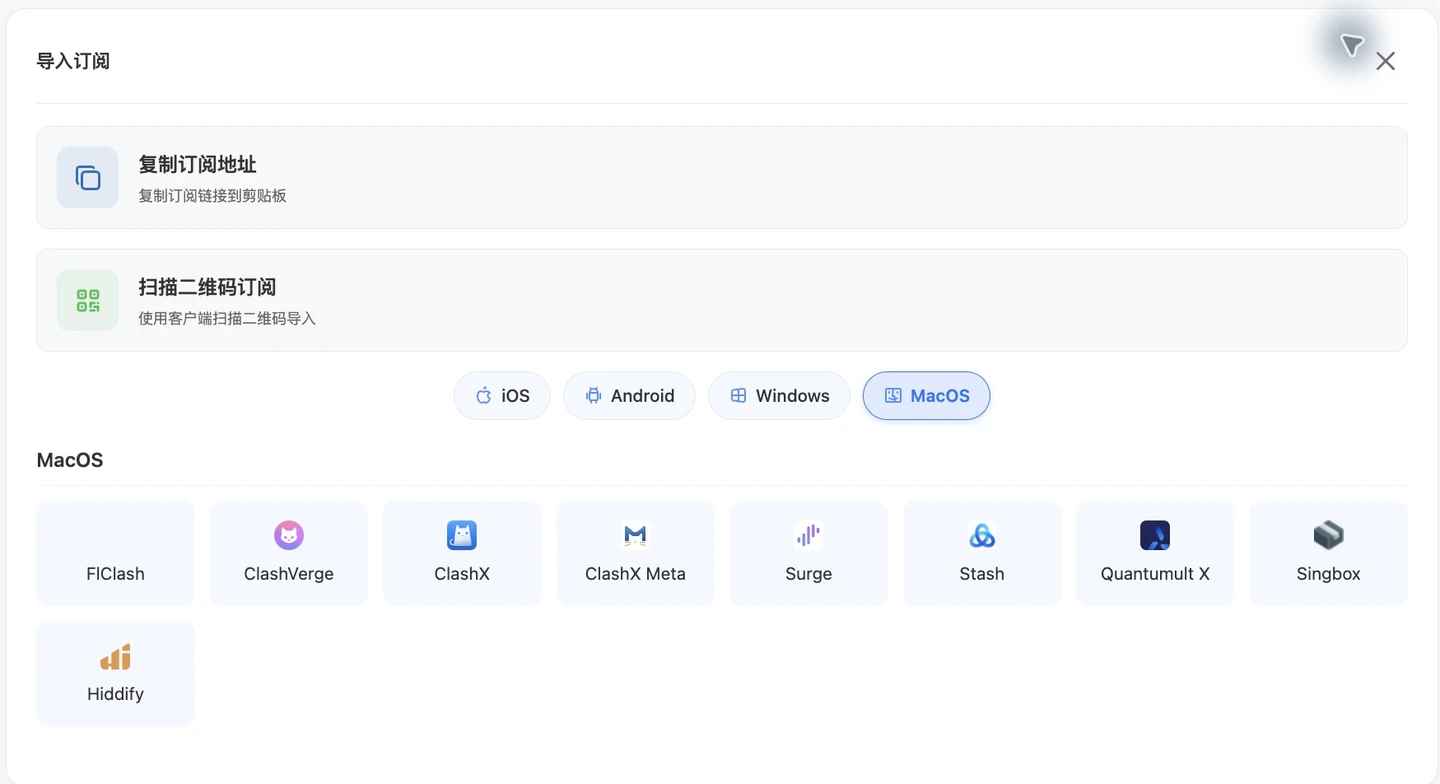 导入订阅
复制订阅地址
复制订阅链接到剪贴板
扫描二维码订阅
使用客户端扫描二维码导入
iOS
Android
Windows
MacOS
MacOS
FlClash
ClashVerge
ClashX
ClashX Meta
Surge
Stash
Quantumult X
Singbox
Hiddify